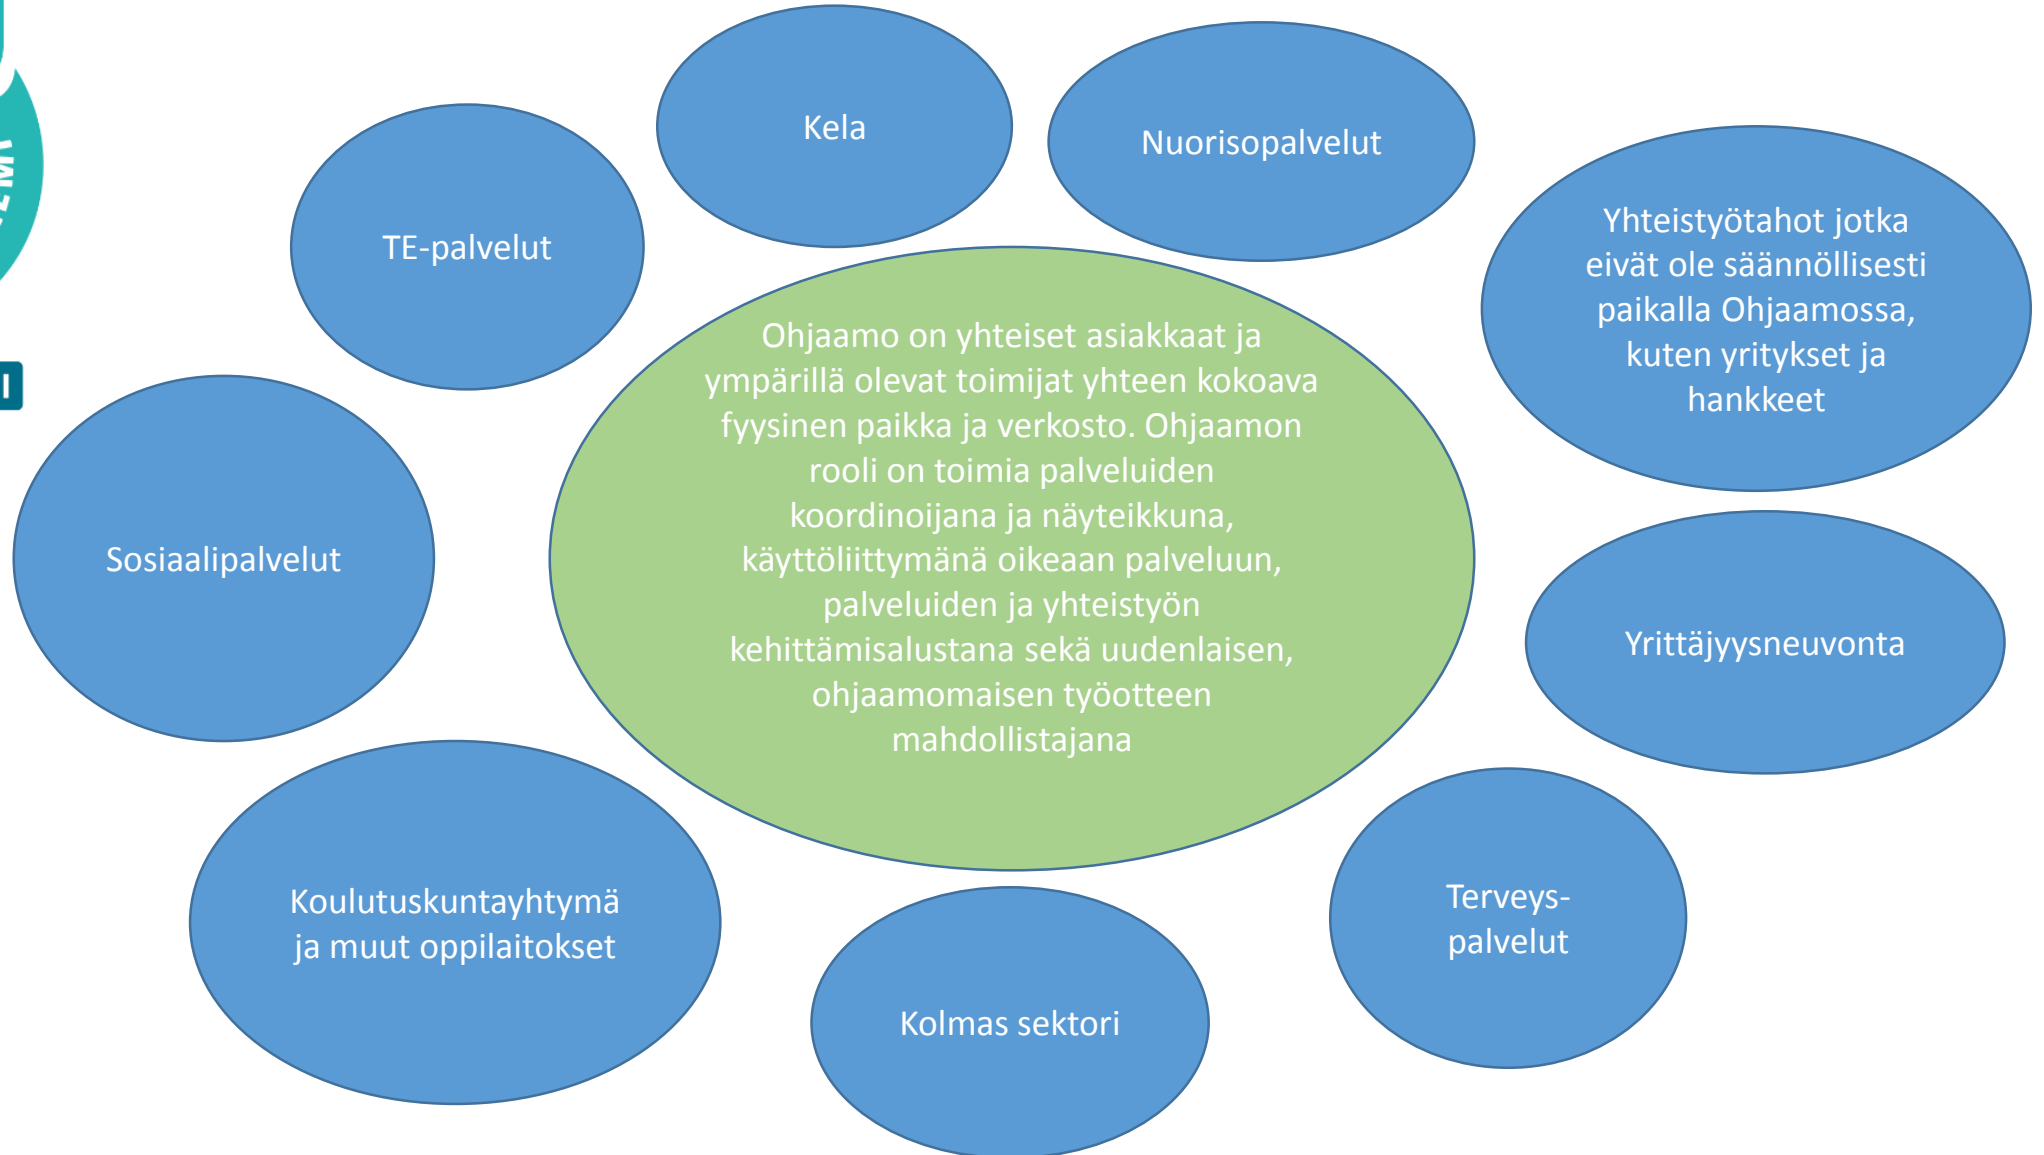 Kela
Nuorisopalvelut
TE-palvelut
Yhteistyötahot jotka
eivät ole säännöllisesti
paikalla Ohjaamossa,
kuten yritykset ja
hankkeet
Ohjaamo on yhteiset asiakkaat ja
ympärillä olevat toimijat yhteen kokoava
fyysinen paikka ja verkosto. Ohjaamon
rooli on toimia palveluiden
koordinoijana ja näyteikkuna,
käyttöliittymänä oikeaan palveluun,
palveluiden ja yhteistyön
kehittämisalustana sekä uudenlaisen,
ohjaamomaisen työotteen
mahdollistajana
Sosiaalipalvelut
Yrittäjyysneuvonta
Koulutuskuntayhtymä
ja muut oppilaitokset
Terveys-
palvelut
Kolmas sektori